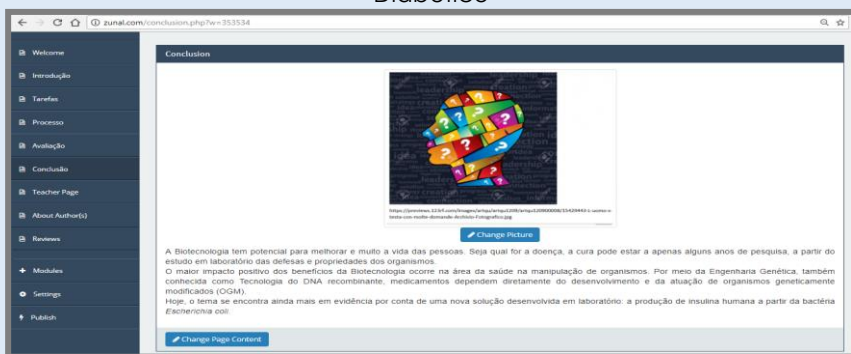 Diabólico
zunal.com/conclusion.php?w=353534
Welcome
Introdução
Tarefas
Processo
Avaliação
Conclusão
Teacher Page
About Author(s)
Reviews
Modules
Settings
Publish
Conclusion
Change Picture
A Biotecnologia tem potencial para melhorar e muito a vida das pessoas. Seja qual for a doença, a cura pode estar a apenas alguns anos de pesquisa, a partir do
estudo em laboratório das defesas e propriedades dos organismos.
O maior impacto positivo dos benefícios da Biotecnologia ocorre na área da saúde na manipulação de organismos. Por meio da Engenharia Genética, também
conhecida como Tecnologia do DNA recombinante, medicamentos dependem diretamente do desenvolvimento e da atuação de organismos geneticamente
modificados (OGM).
Hoje, o tema se encontra ainda mais em evidência por conta de uma nova solução desenvolvida em laboratório: a produção de insulina humana a partir da bactéria
Escherichia coli.
Change Page Content